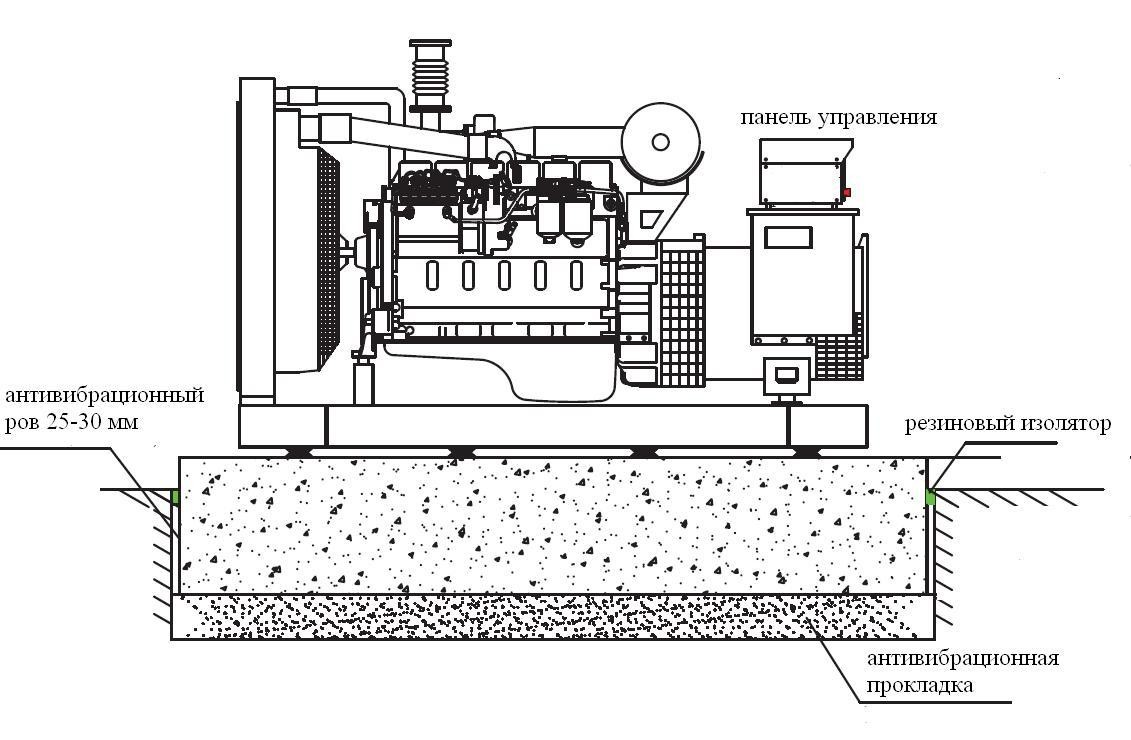 панель управления
антивибрационный
ров 25-30 мм
резиновый изолятор
антивибрационная
прокладка